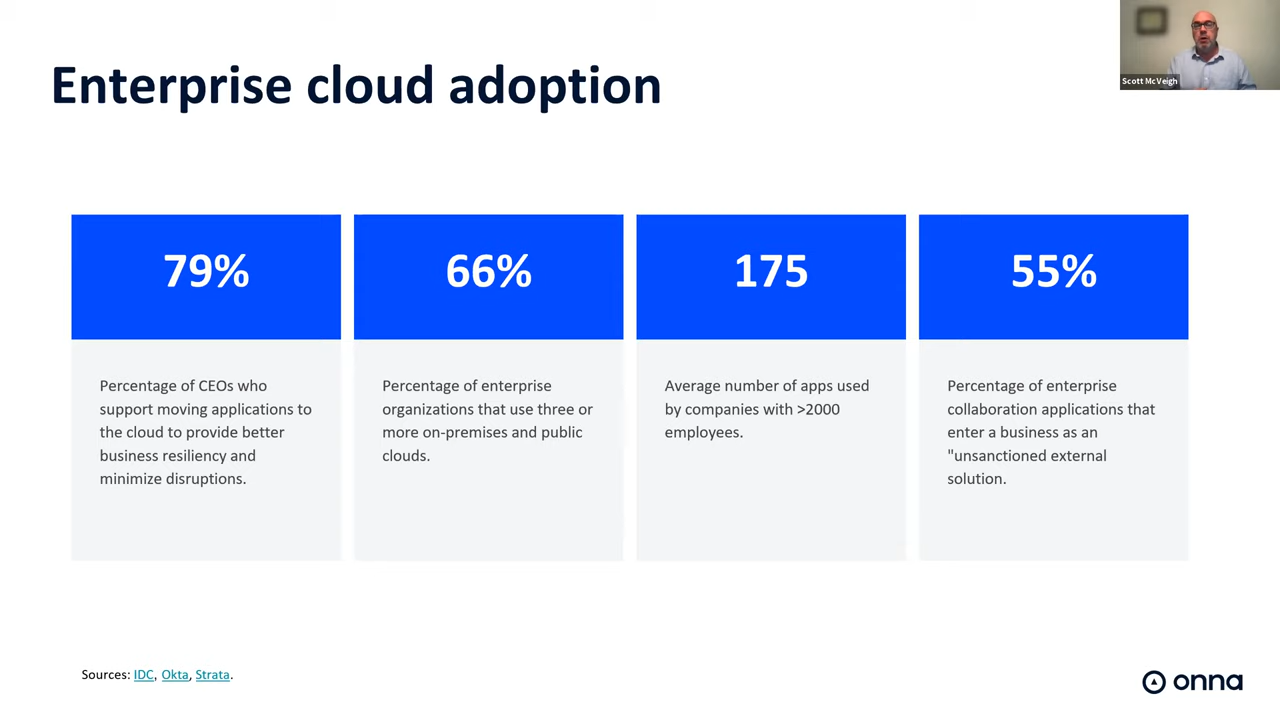 Enterprise cloud adoption
Scott McVeigh
79%
Percentage of CEOs who
support moving applications to
the cloud to provide better
business resiliency and
minimize disruptions.
66%
Percentage of enterprise
organizations that use three or
more on-premises and public
clouds.
175
Average number of apps used
by companies with >2000
employees.
55%
Percentage of enterprise
collaboration applications that
enter a business as an
"unsanctioned external
solution.
Sources: IDC, Okta, Strata.
onna